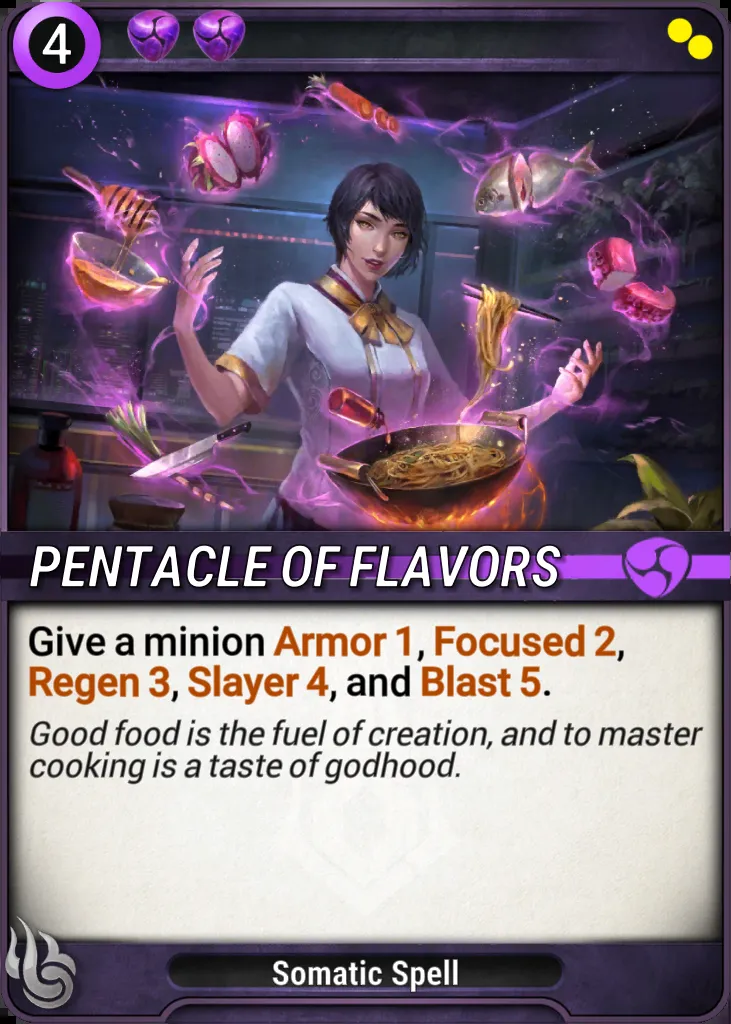 4
PENTACLE OF FLAVORS
Give a minion Armor 1, Focused 2,
Regen 3, Slayer 4, and Blast 5.
Good food is the fuel of creation, and to master
cooking is a taste of godhood.
Somatic Spell